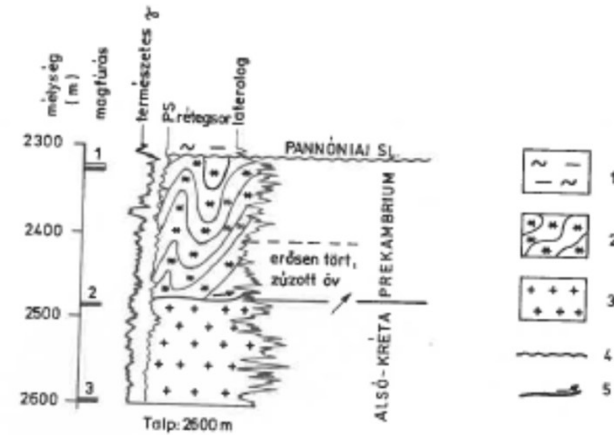 mélység
(m)
magfúrás
természetes γ
PS
rétegsor
laterolog
2300
2400
2500
2600
1
2
3
PANNÓNIAI SL.
PREKAMBRIUM
erősen tört,
zúzott öv
ALSÓ-KRÉTA
Talp: 2600 m
1
2
3
4
5